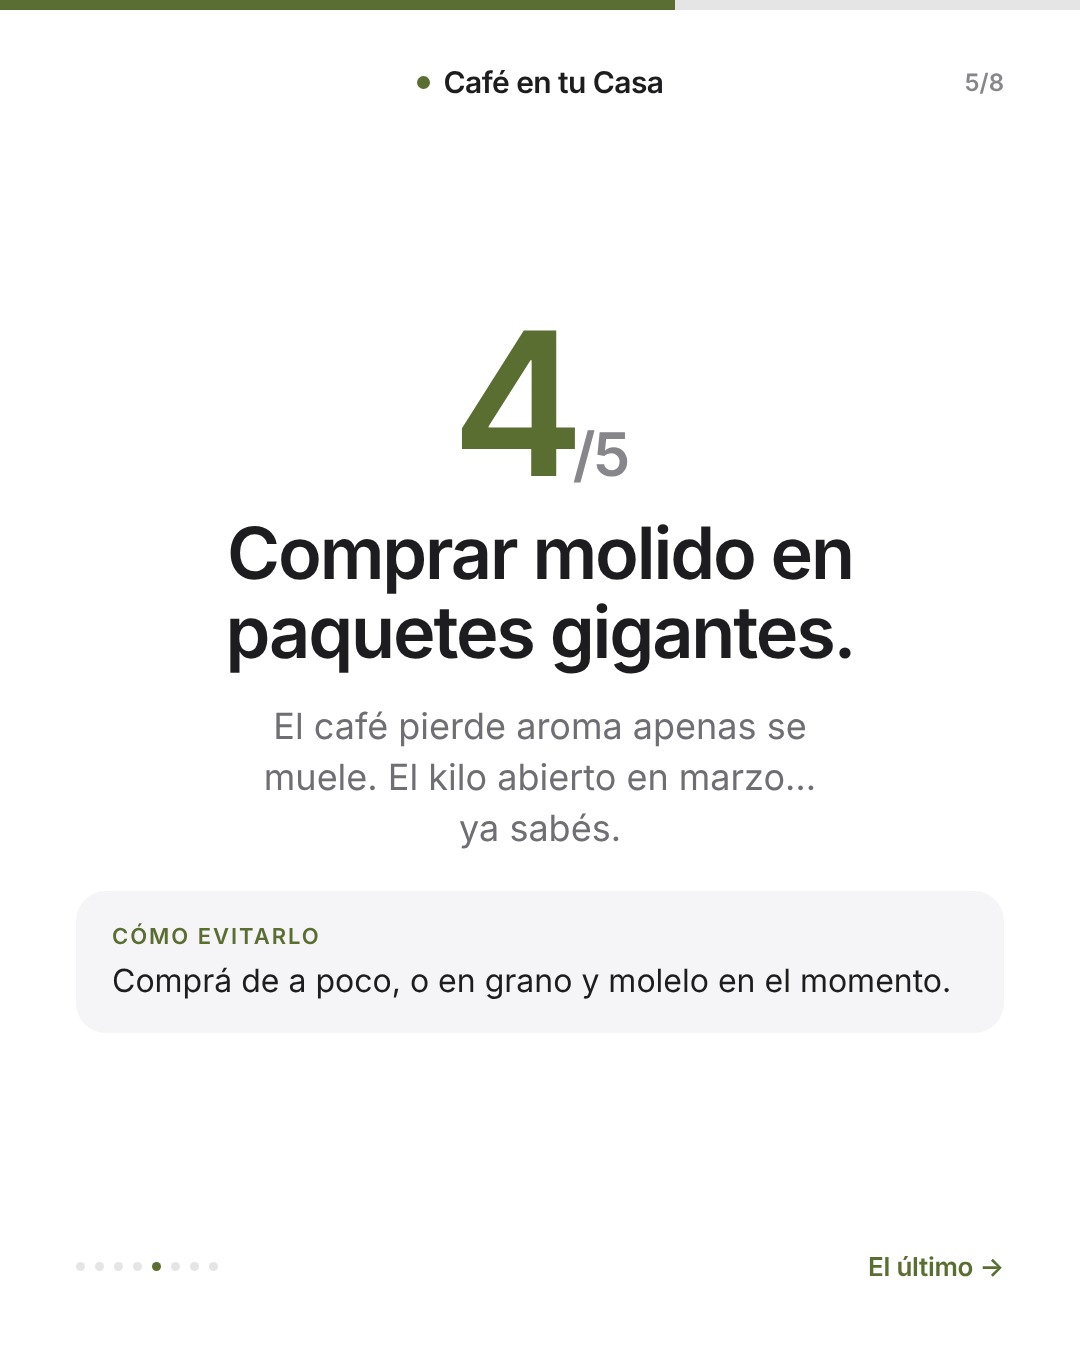 Café en tu Casa
5/8
4/5
Comprar molido en
paquetes gigantes.
El café pierde aroma apenas se
muele. El kilo abierto en marzo...
ya sabés.
CÓMO EVITARLO
Comprá de a poco, o en grano y molelo en el momento.
El último →